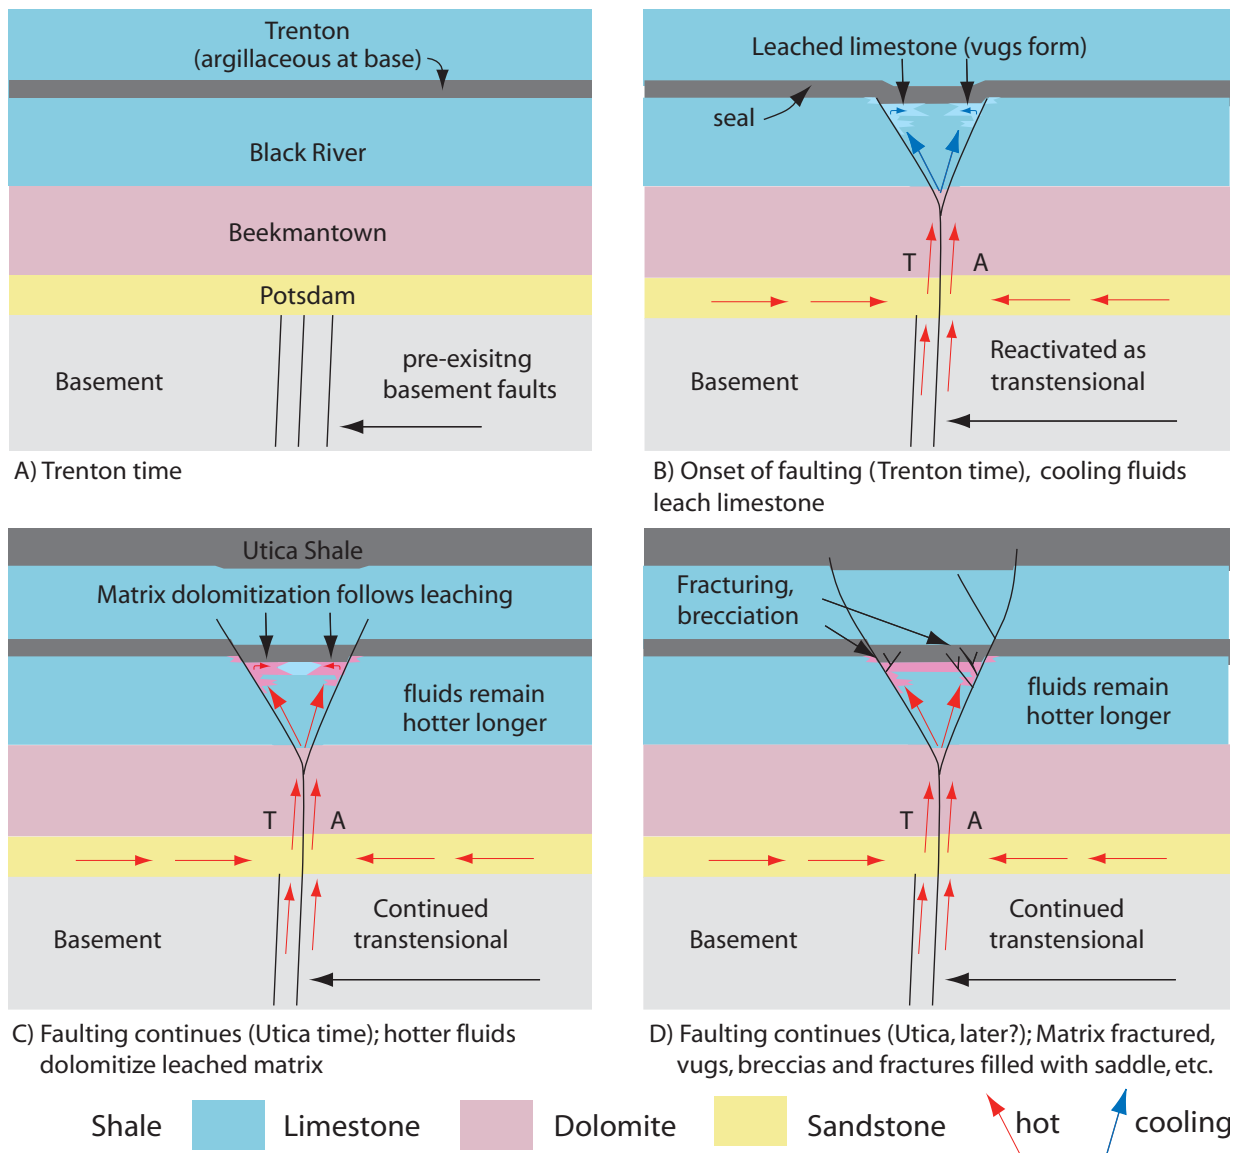 Trenton
(argillaceous at base)
Black River
Beekmantown
Potsdam
Basement
pre-exisitng
basement faults
A) Trenton time
Leached limestone (vugs form)
seal
T
A
Basement
Reactivated as
transtensional
B) Onset of faulting (Trenton time), cooling fluids
leach limestone
Utica Shale
Matrix dolomitization follows leaching
fluids remain
hotter longer
T
A
Basement
Continued
transtensional
C) Faulting continues (Utica time); hotter fluids
dolomitize leached matrix
Fracturing,
brecciation
fluids remain
hotter longer
T
A
Basement
Continued
transtensional
D) Faulting continues (Utica, later?); Matrix fractured,
vugs, breccias and fractures filled with saddle, etc.
Shale
Limestone
Dolomite
Sandstone
hot
cooling